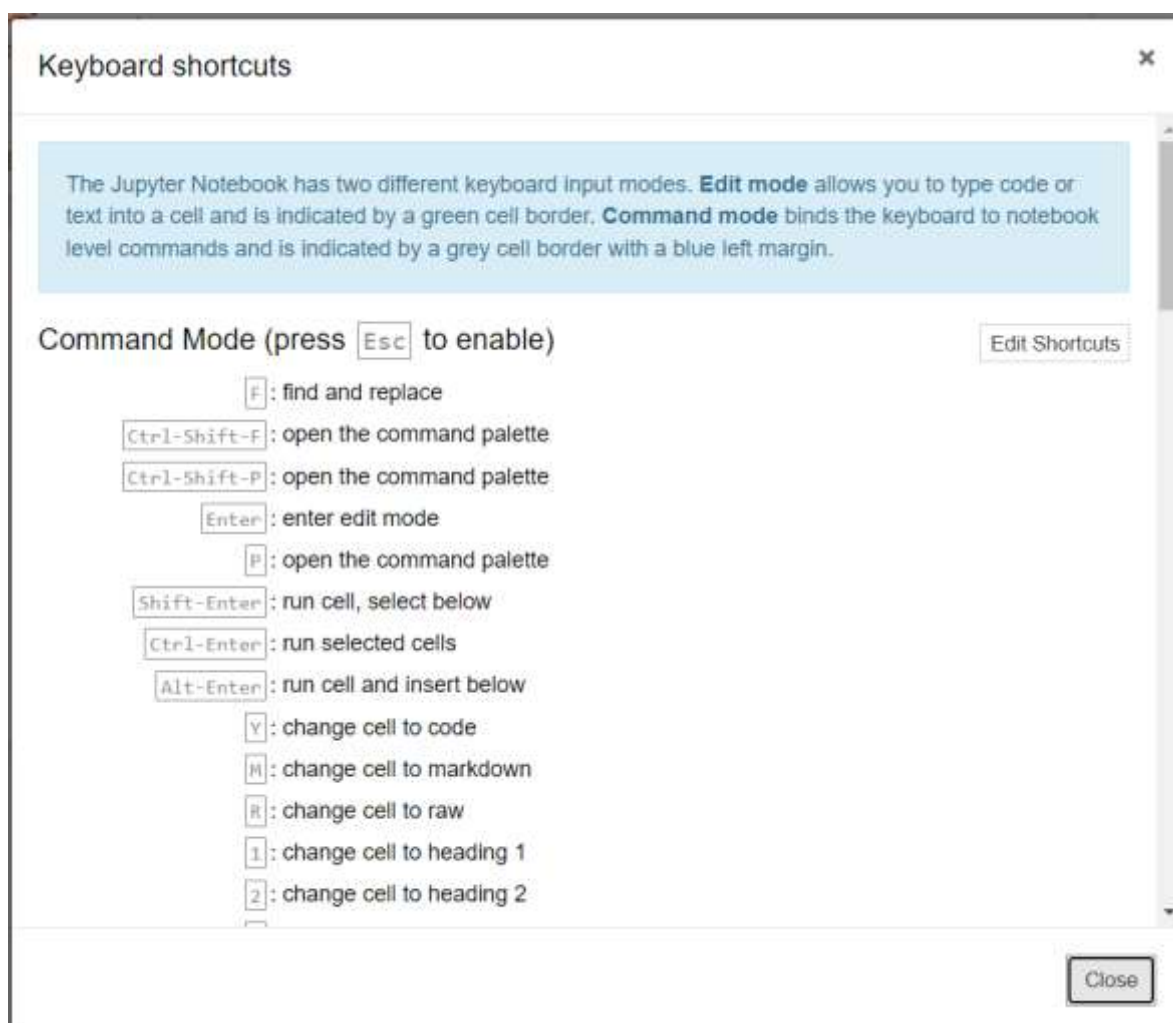 Keyboard shortcuts
×
The Jupyter Notebook has two different keyboard input modes. Edit mode allows you to type code or
text into a cell and is indicated by a green cell border. Command mode binds the keyboard to notebook
level commands and is indicated by a grey cell border with a blue left margin.
Command Mode (press Esc to enable)
Edit Shortcuts
F : find and replace
Ctrl-Shift-F : open the command palette
Ctrl-Shift-P : open the command palette
Enter : enter edit mode
P : open the command palette
Shift-Enter : run cell, select below
Ctrl-Enter : run selected cells
Alt-Enter : run cell and insert below
Y : change cell to code
M : change cell to markdown
R : change cell to raw
1 : change cell to heading 1
2 : change cell to heading 2
Close